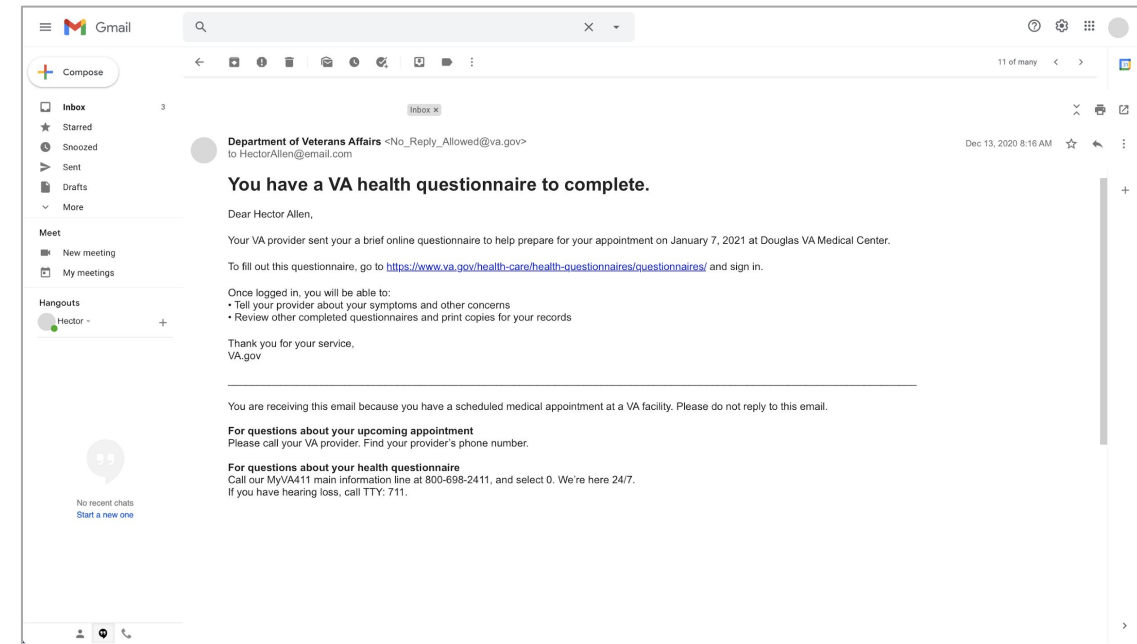 Gmail
Compose
11 of many
31
Inbox 3
Starred
Snoozed
Sent
Drafts
More
Meet
New meeting
My meetings
Hangouts
Hector
No recent chats
Start a new one
Inbox ×
Department of Veterans Affairs <No_Reply_Allowed@va.gov>
to HectorAllen@email.com
Dec 13, 2020 8:16 AM
You have a VA health questionnaire to complete.
Dear Hector Allen,
Your VA provider sent your a brief online questionnaire to help prepare for your appointment on January 7, 2021 at Douglas VA Medical Center.
To fill out this questionnaire, go to https://www.va.gov/health-care/health-questionnaires/questionnaires/ and sign in.
Once logged in, you will be able to:
• Tell your provider about your symptoms and other concerns
• Review other completed questionnaires and print copies for your records
Thank you for your service,
VA.gov
You are receiving this email because you have a scheduled medical appointment at a VA facility. Please do not reply to this email.
For questions about your upcoming appointment
Please call your VA provider. Find your provider's phone number.
For questions about your health questionnaire
Call our MyVA411 main information line at 800-698-2411, and select 0. We're here 24/7.
If you have hearing loss, call TTY: 711.